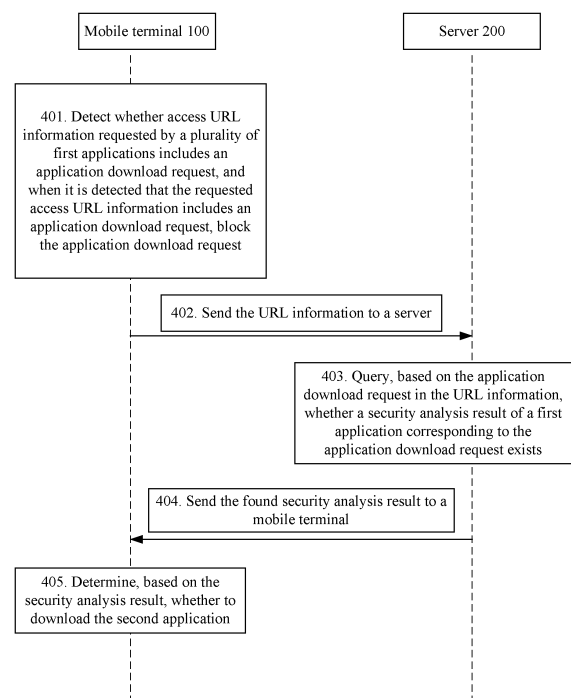 Mobile terminal 100
Server 200
401. Detect whether access URL
information requested by a plurality of
first applications includes an
application download request, and
when it is detected that the requested
access URL information includes an
application download request, block
the application download request
402. Send the URL information to a server
403. Query, based on the application
download request in the URL information,
whether a security analysis result of a first
application corresponding to the
application download request exists
404. Send the found security analysis result to a
mobile terminal
405. Determine, based on the
security analysis result, whether to
download the second application